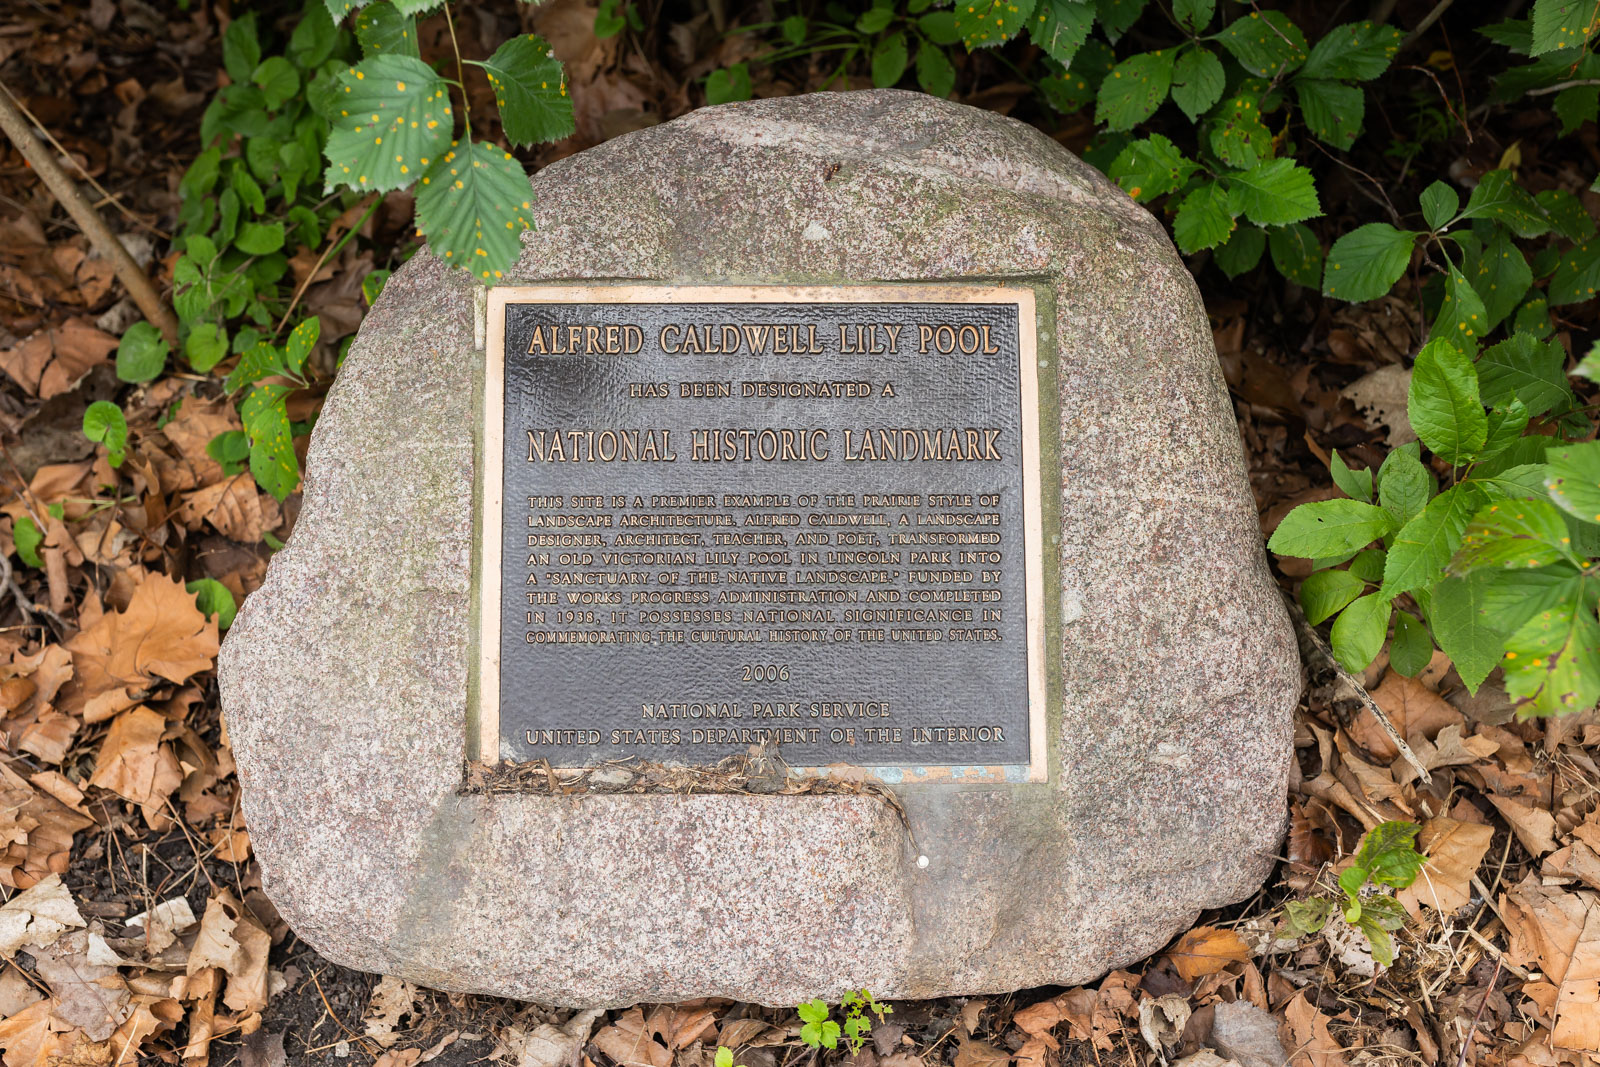 ALFRED CALDWELL LILY POOL
HAS BEEN DESIGNATED A
NATIONAL HISTORIC LANDMARK
THIS SITE IS A PREMIER EXAMPLE OF THE PRAIRIE STYLE OF
LANDSCAPE ARCHITECTURE. ALFRED CALDWELL, A LANDSCAPE
DESIGNER, ARCHITECT, TEACHER, AND POET, TRANSFORMED
AN OLD VICTORIAN LILY POOL IN LINCOLN PARK INTO
A "SANCTUARY OF THE NATIVE LANDSCAPE." FUNDED BY
THE WORKS PROGRESS ADMINISTRATION AND COMPLETED
IN 1938, IT POSSESSES NATIONAL SIGNIFICANCE IN
COMMEMORATING THE CULTURAL HISTORY OF THE UNITED STATES.
2006
NATIONAL PARK SERVICE
UNITED STATES DEPARTMENT OF THE INTERIOR